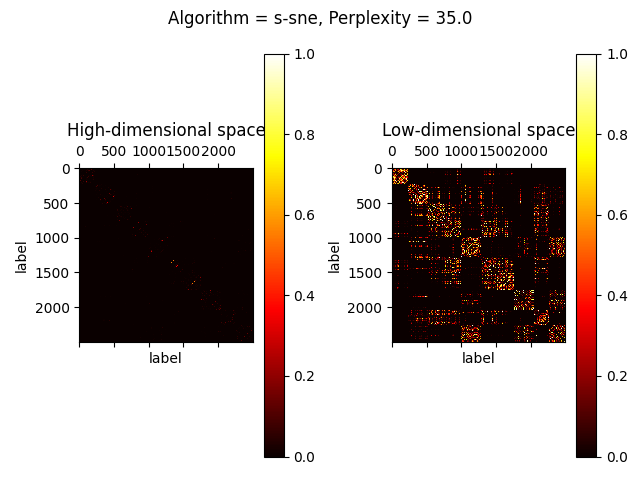 Algorithm = s-sne, Perplexity = 35.0
High-dimensional space
0 500 1000 1500 2000
0
500
1000
1500
2000
label
label
1.0
0.8
0.6
0.4
0.2
0.0
Low-dimensional space
0 500 1000 1500 2000
0
500
1000
1500
2000
label
label
1.0
0.8
0.6
0.4
0.2
0.0